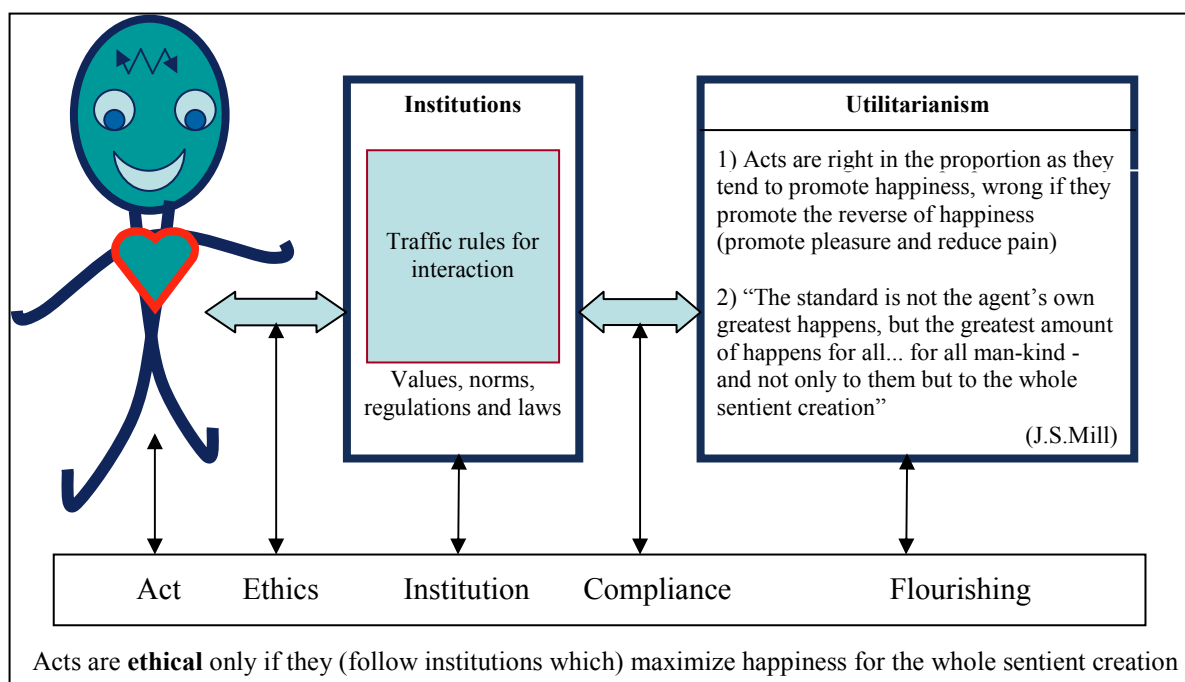 Institutions
Traffic rules for
interaction
Values, norms,
regulations and laws
Utilitarianism
1) Acts are right in the proportion as they
tend to promote happiness, wrong if they
promote the reverse of happiness
(promote pleasure and reduce pain)
2) “The standard is not the agent’s own
greatest happens, but the greatest amount
of happens for all... for all man-kind -
and not only to them but to the whole
sentient creation”
(J.S.Mill)
Act Ethics Institution Compliance Flourishing
Acts are ethical only if they (follow institutions which) maximize happiness for the whole sentient creation